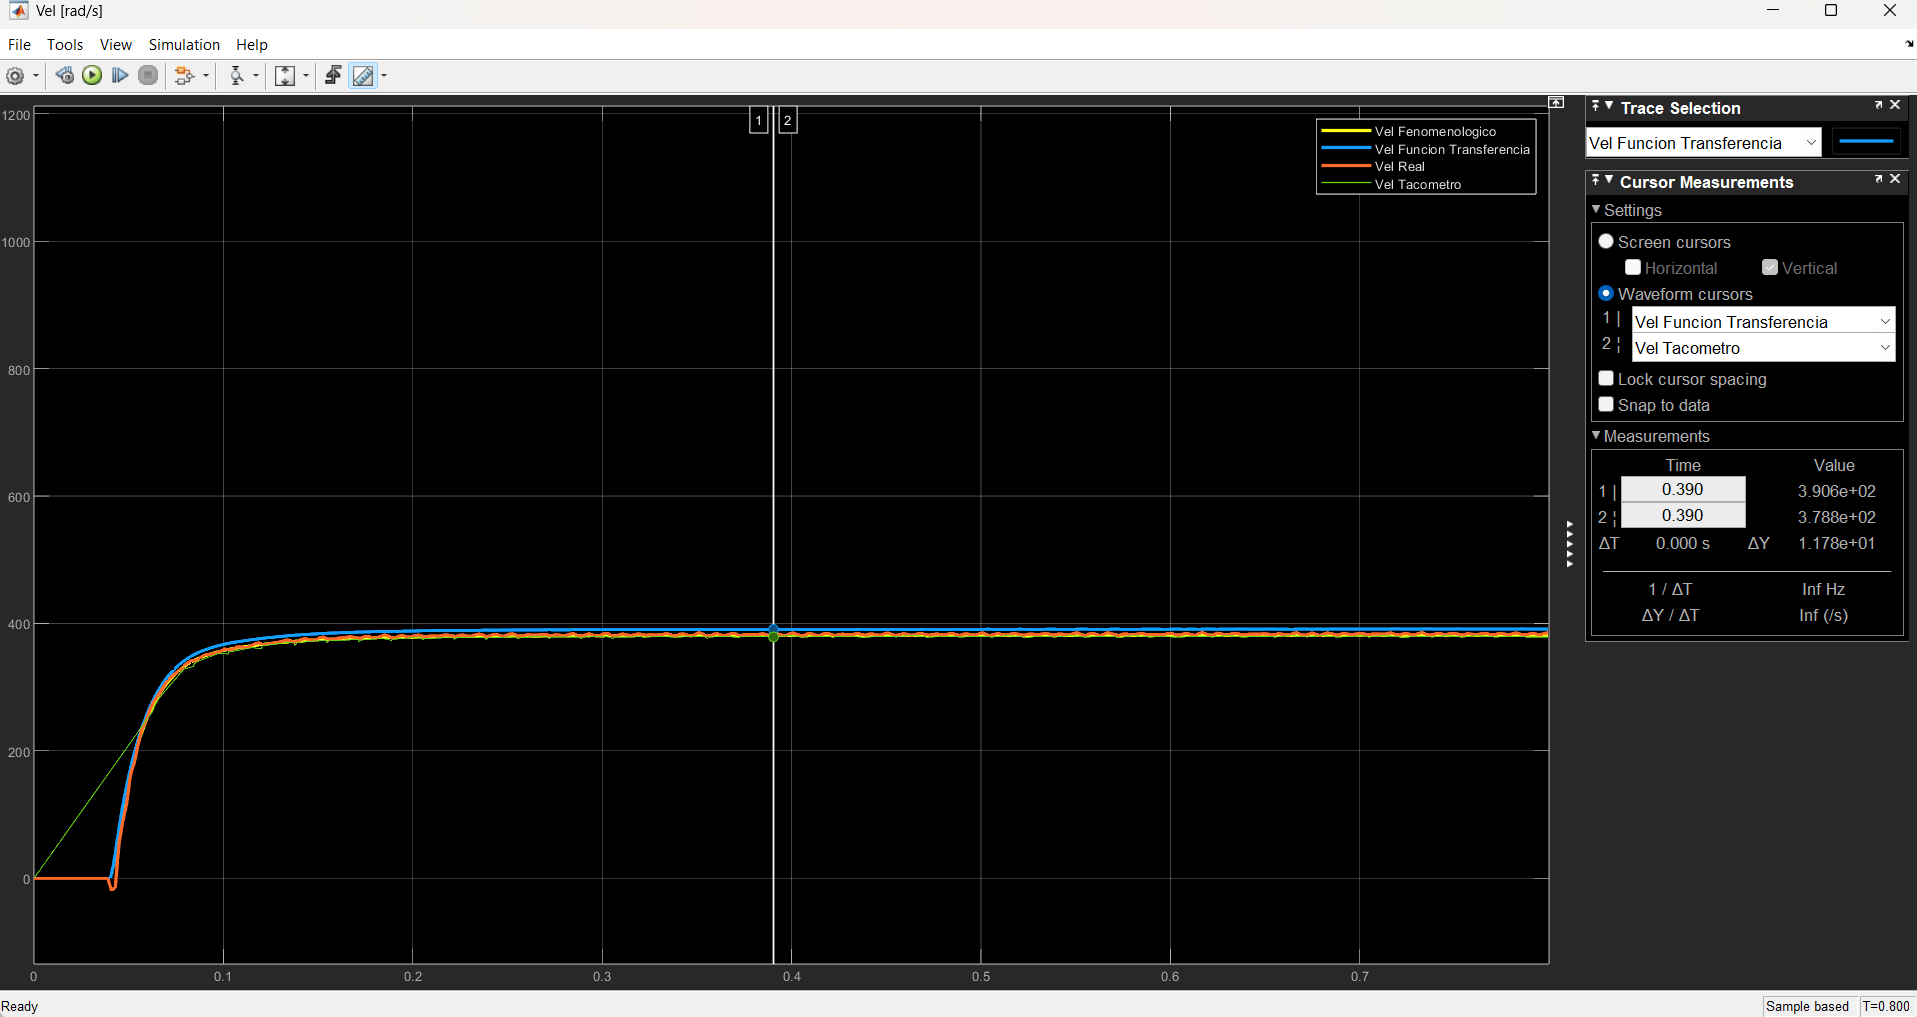 Vel [rad/s]
File Tools View Simulation Help
1200
1000
800
600
400
200
0
0 0.1 0.2 0.3 0.4 0.5 0.6 0.7
1 2
Vel Fenomenologico
Vel Funcion Transferencia
Vel Real
Vel Tacometro
Trace Selection
Vel Funcion Transferencia
Cursor Measurements
Settings
Screen cursors
Horizontal Vertical
Waveform cursors
1 | Vel Funcion Transferencia
2 ¦ Vel Tacometro
Lock cursor spacing
Snap to data
Measurements
Time Value
1 | 0.390 3.906e+02
2 ¦ 0.390 3.788e+02
ΔT 0.000 s ΔY 1.178e+01
1 / ΔT Inf Hz
ΔY / ΔT Inf (/s)
Ready Sample based T=0.800